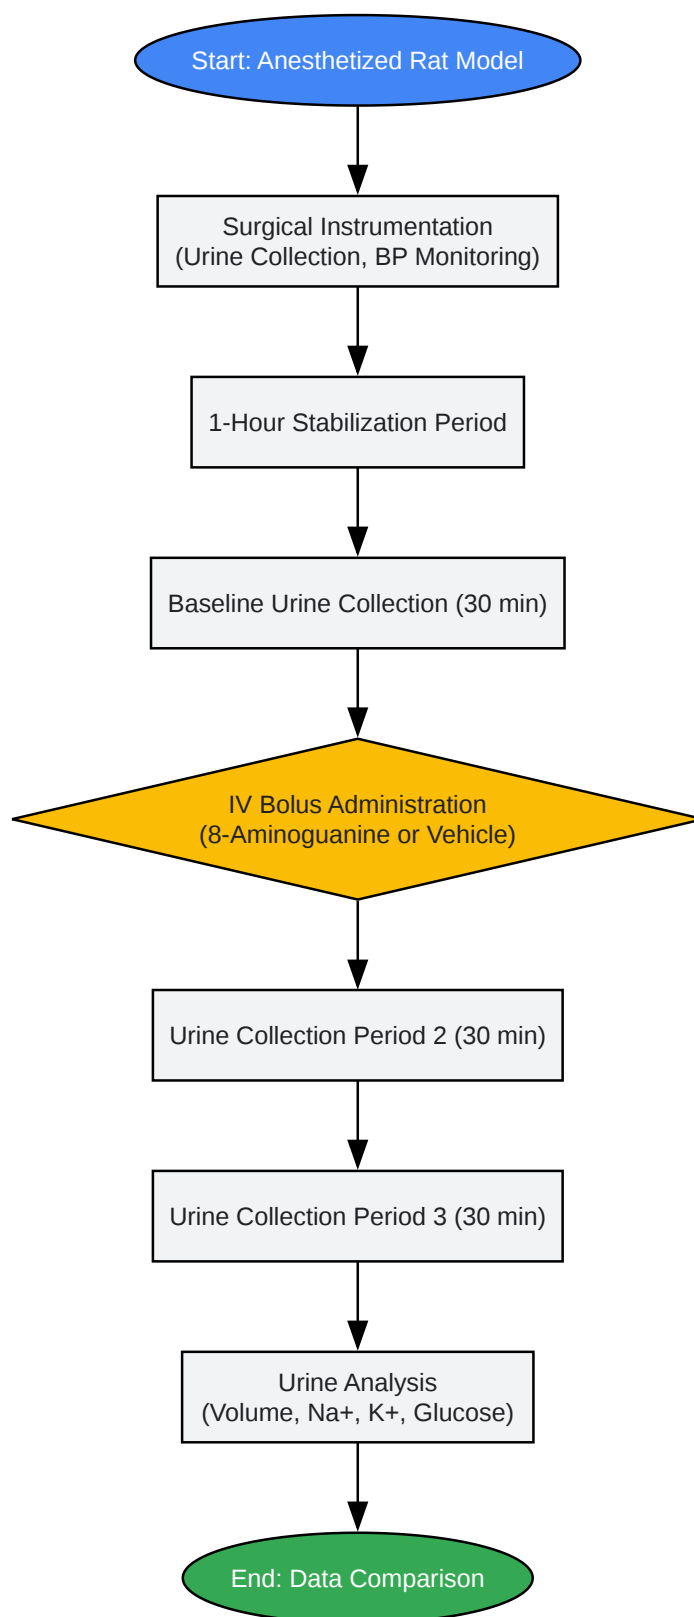 Start: Anesthetized Rat Model
Surgical Instrumentation
(Urine Collection, BP Monitoring)
1-Hour Stabilization Period
Baseline Urine Collection (30 min)
IV Bolus Administration
(8-Aminoguanine or Vehicle)
Urine Collection Period 2 (30 min)
Urine Collection Period 3 (30 min)
Urine Analysis
(Volume, Na+, K+, Glucose)
End: Data Comparison